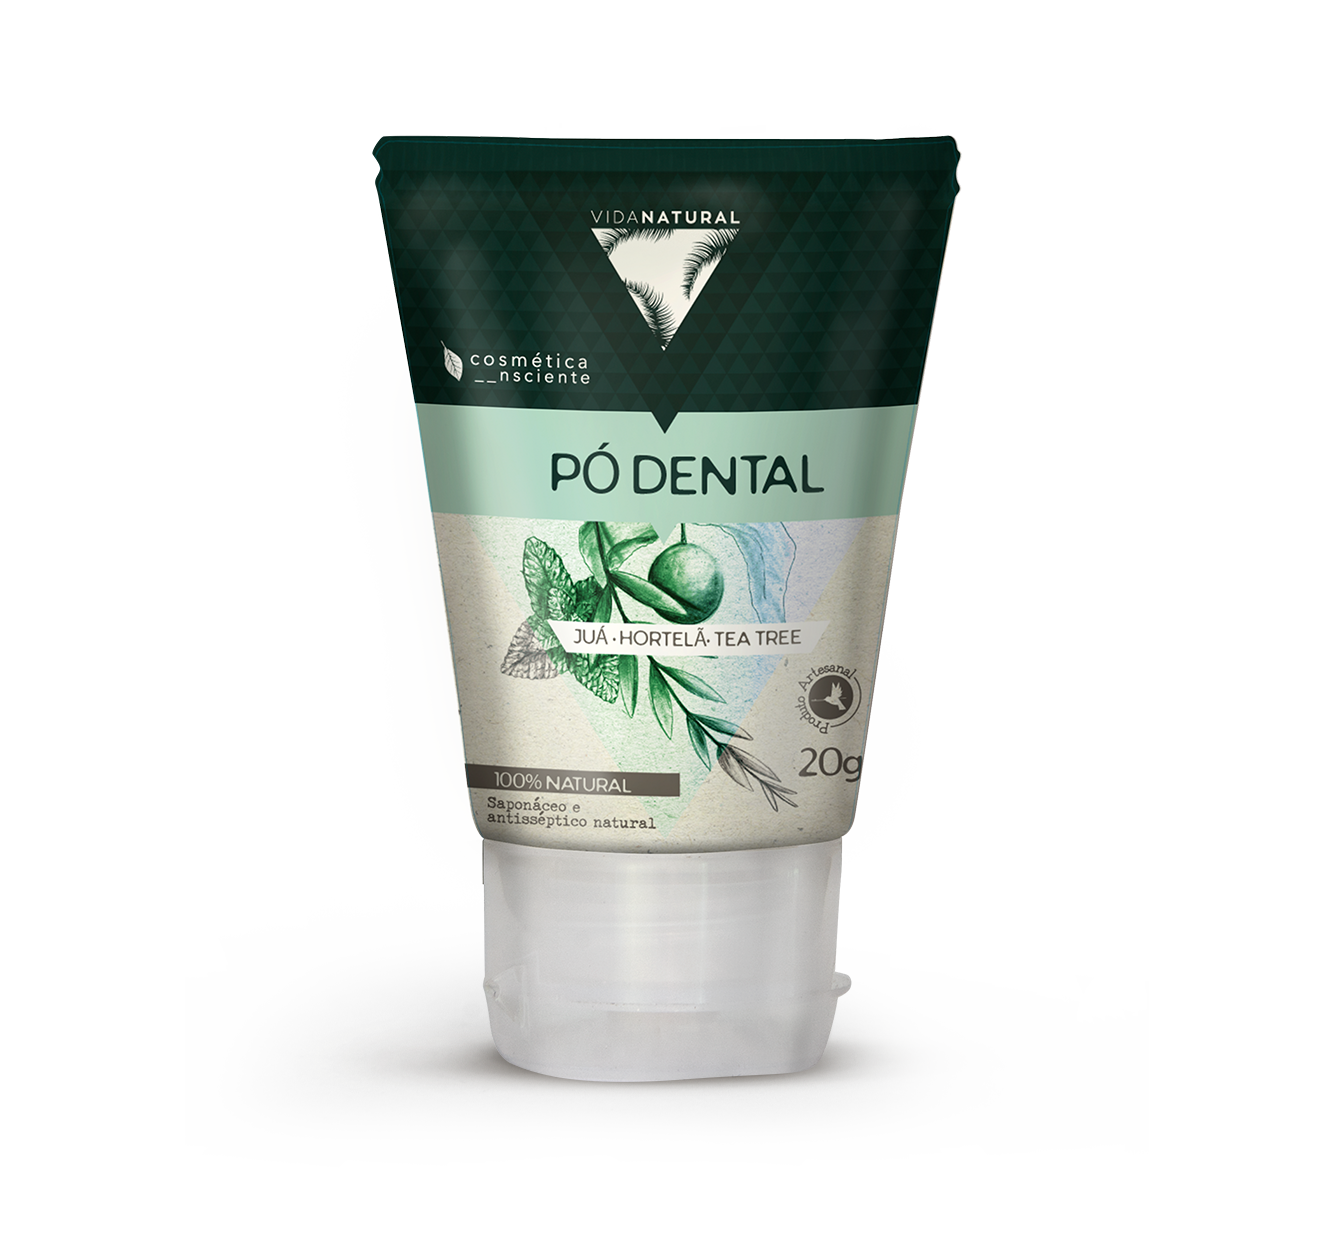 VIDANATURAL
cosmética
__nsciente
PÓ DENTAL
JUÁ · HORTELÃ · TEA TREE
Produto Artesanal
20g
100% NATURAL
Saponáceo e
antisséptico natural